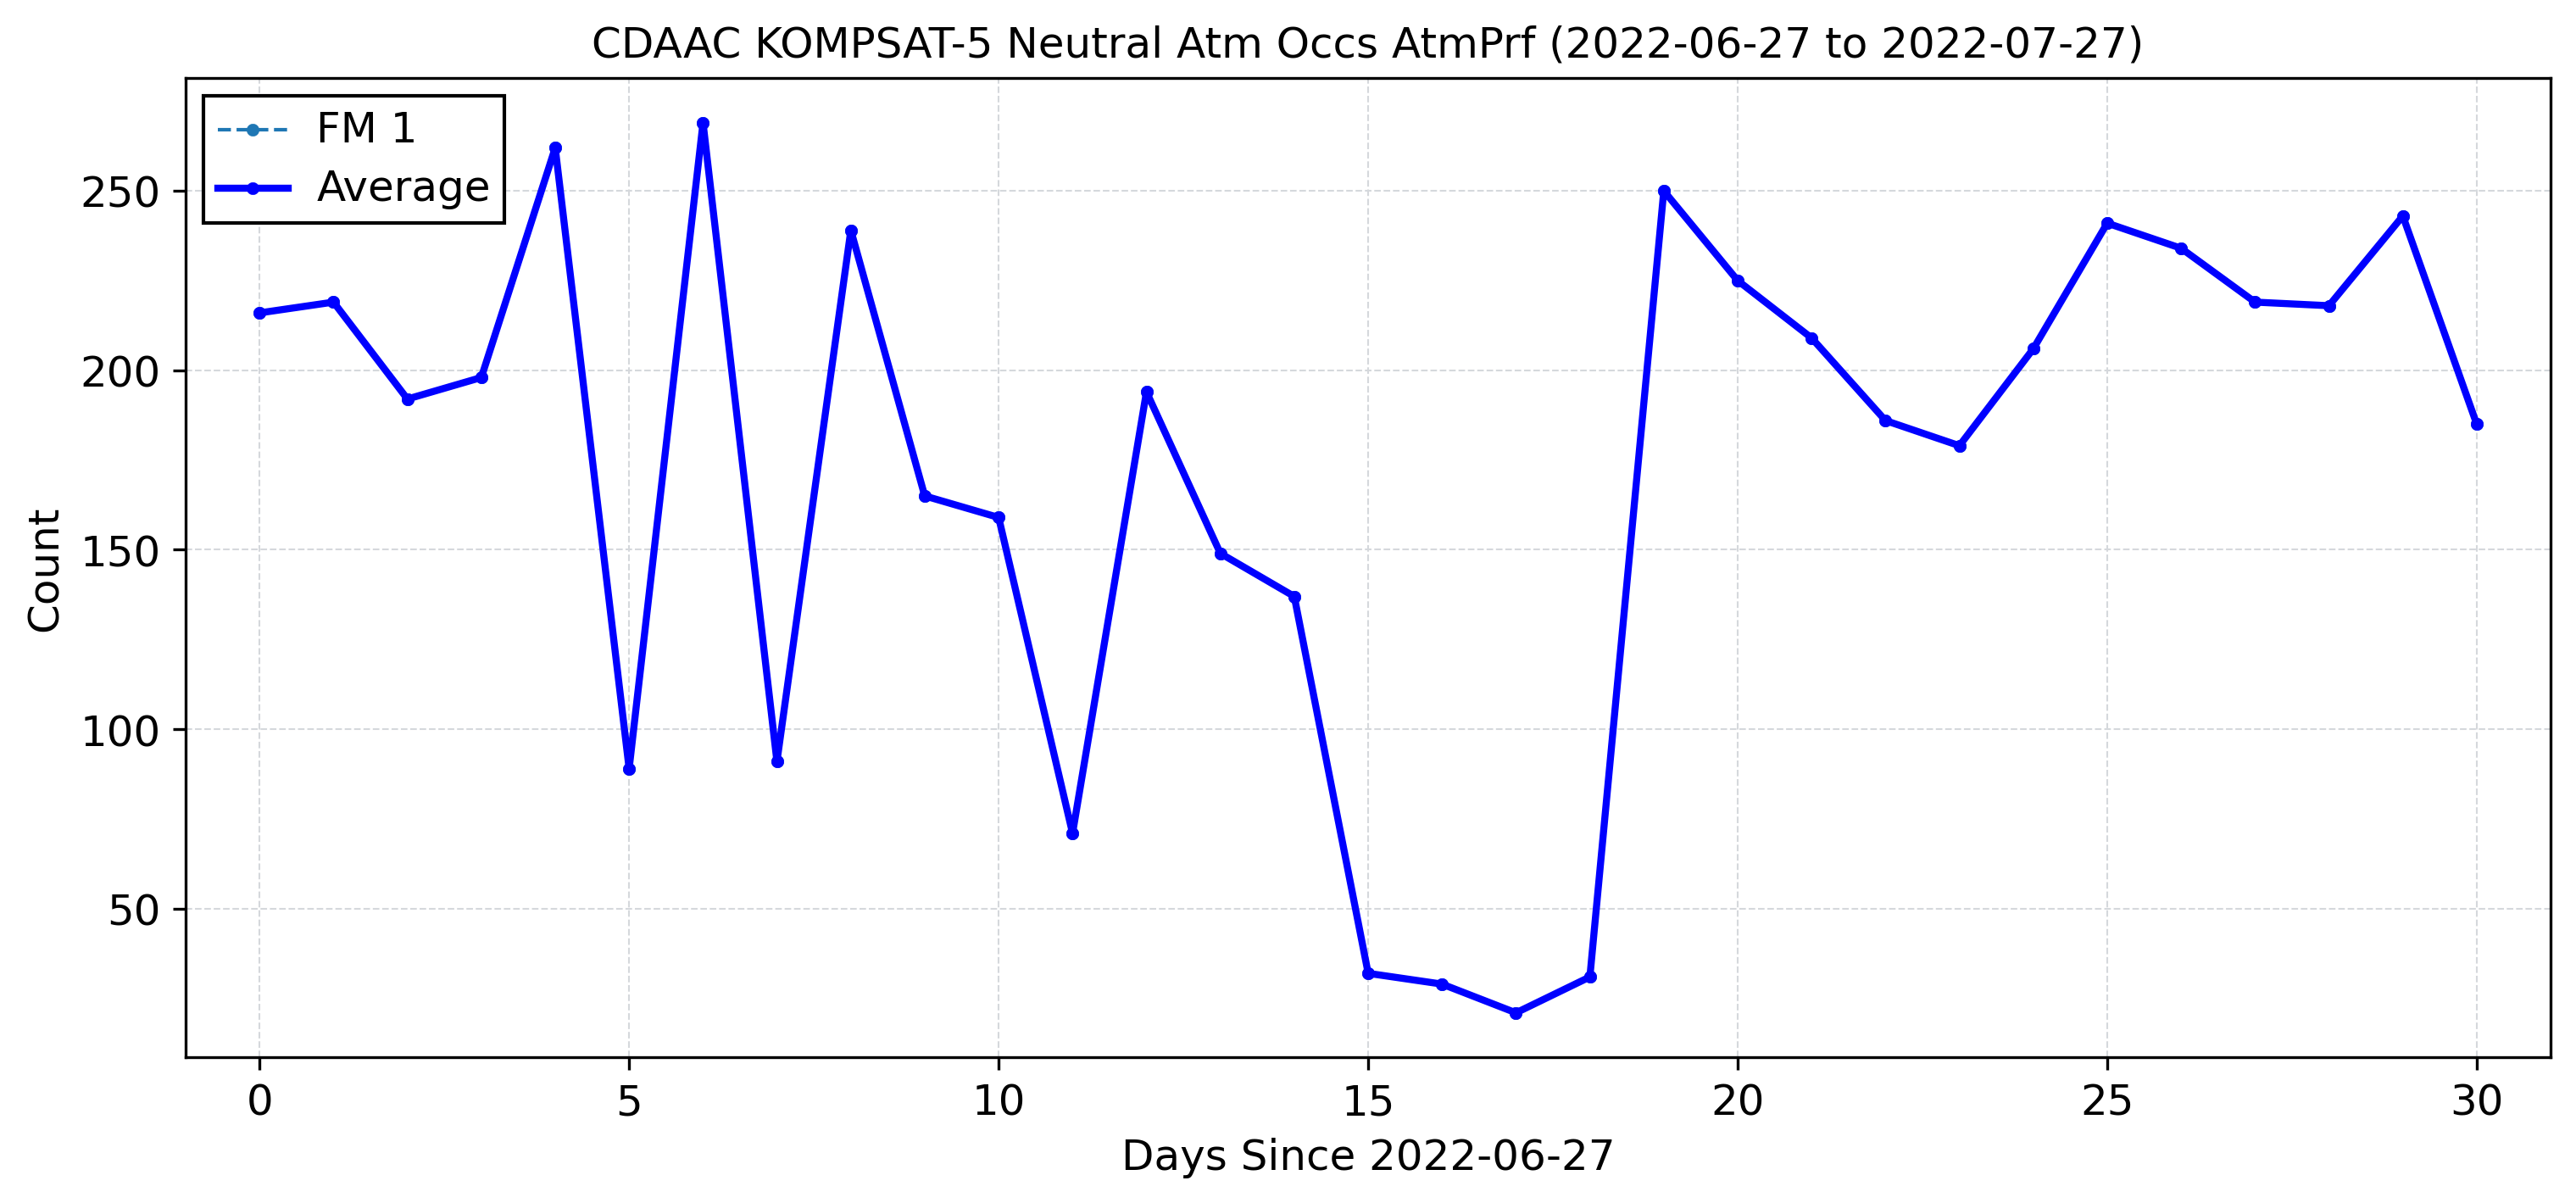 CDAAC KOMPSAT-5 Neutral Atm Occs AtmPrf (2022-06-27 to 2022-07-27)
FM 1
Average
250
200
150
100
50
Count
0 5 10 15 20 25 30
Days Since 2022-06-27